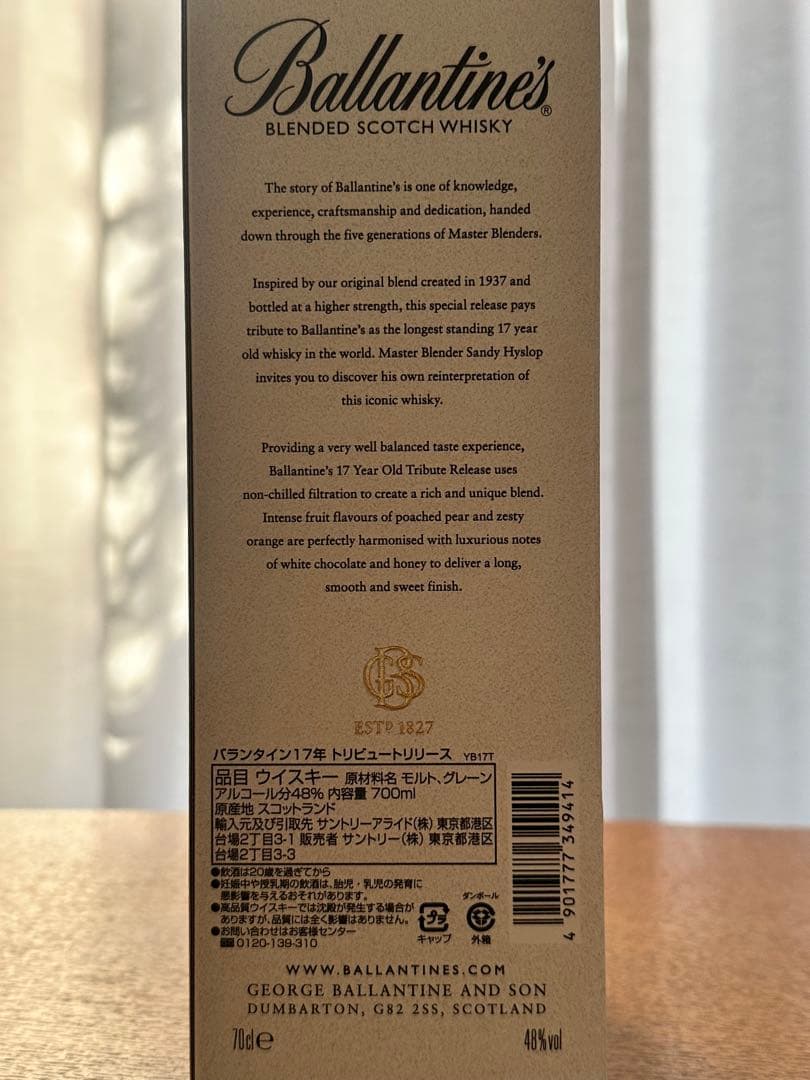 Ballantine's®
BLENDED SCOTCH WHISKY
The story of Ballantine's is one of knowledge,
experience, craftsmanship and dedication, handed
down through the five generations of Master Blenders.
Inspired by our original blend created in 1937 and
bottled at a higher strength, this special release pays
tribute to Ballantine's as the longest standing 17 year
old whisky in the world. Master Blender Sandy Hyslop
invites you to discover his own reinterpretation of
this iconic whisky.
Providing a very well balanced taste experience,
Ballantine's 17 Year Old Tribute Release uses
non-chilled filtration to create a rich and unique blend.
Intense fruit flavours of poached pear and zesty
orange are perfectly harmonised with luxurious notes
of white chocolate and honey to deliver a long,
smooth and sweet finish.
GBS
ESTD 1827
バランタイン17年 トリビュートリリース YB17T
品目 ウイスキー 原材料名 モルト、グレーン
アルコール分48% 内容量 700ml
原産地 スコットランド
輸入元及び引取先 サントリーアライド(株) 東京都港区
台場2丁目3-1 販売者 サントリー(株) 東京都港区
台場2丁目3-3
●飲酒は20歳を過ぎてから
●妊娠中や授乳期の飲酒は、胎児・乳児の発育に
悪影響を与えるおそれがあります。
●高品質ウイスキーでは沈殿が発生する場合が
ありますが、品質には全く影響はありません。
●お問い合わせはお客様センター
0120-139-310
プラ
キャップ
ダンボール
外箱
4 901777 349414
WWW.BALLANTINES.COM
GEORGE BALLANTINE AND SON
DUMBARTON, G82 2SS, SCOTLAND
70cl℮ 48%vol